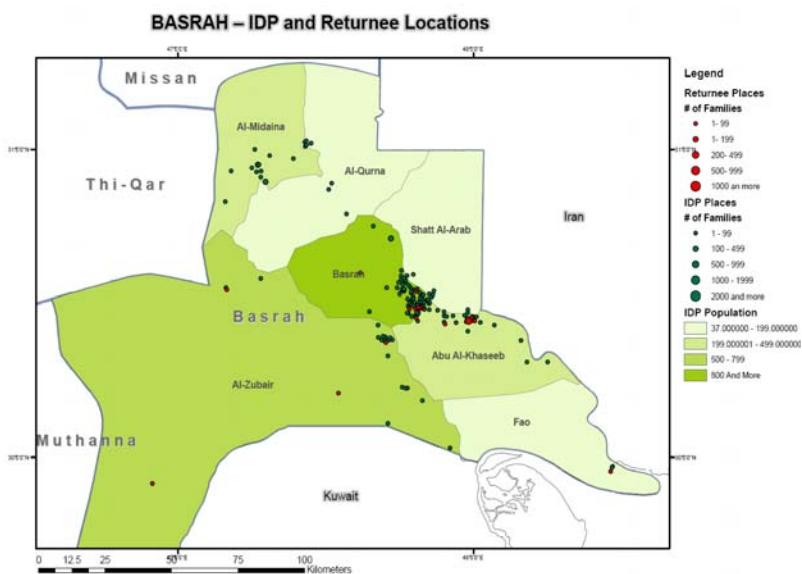 BASRAH – IDP and Returnee Locations
Missan
Thi-Qar
Muthanna
Al-Midaina
Al-Qurna
Shatt Al-Arab
Iran
Basrah
Basrah
Abu Al-Khaseeb
Al-Zubair
Fao
Kuwait
Legend
Returnee Places
# of Families
1- 99
1- 199
200- 499
500- 999
1000 an more
IDP Places
# of Families
1 - 99
100 - 499
500 - 999
1000 - 1999
2000 and more
IDP Population
37.000000 - 199.000000
199.000001 - 499.000000
500 - 799
800 And More
0 12.5 25 50 75 100
Kilometers